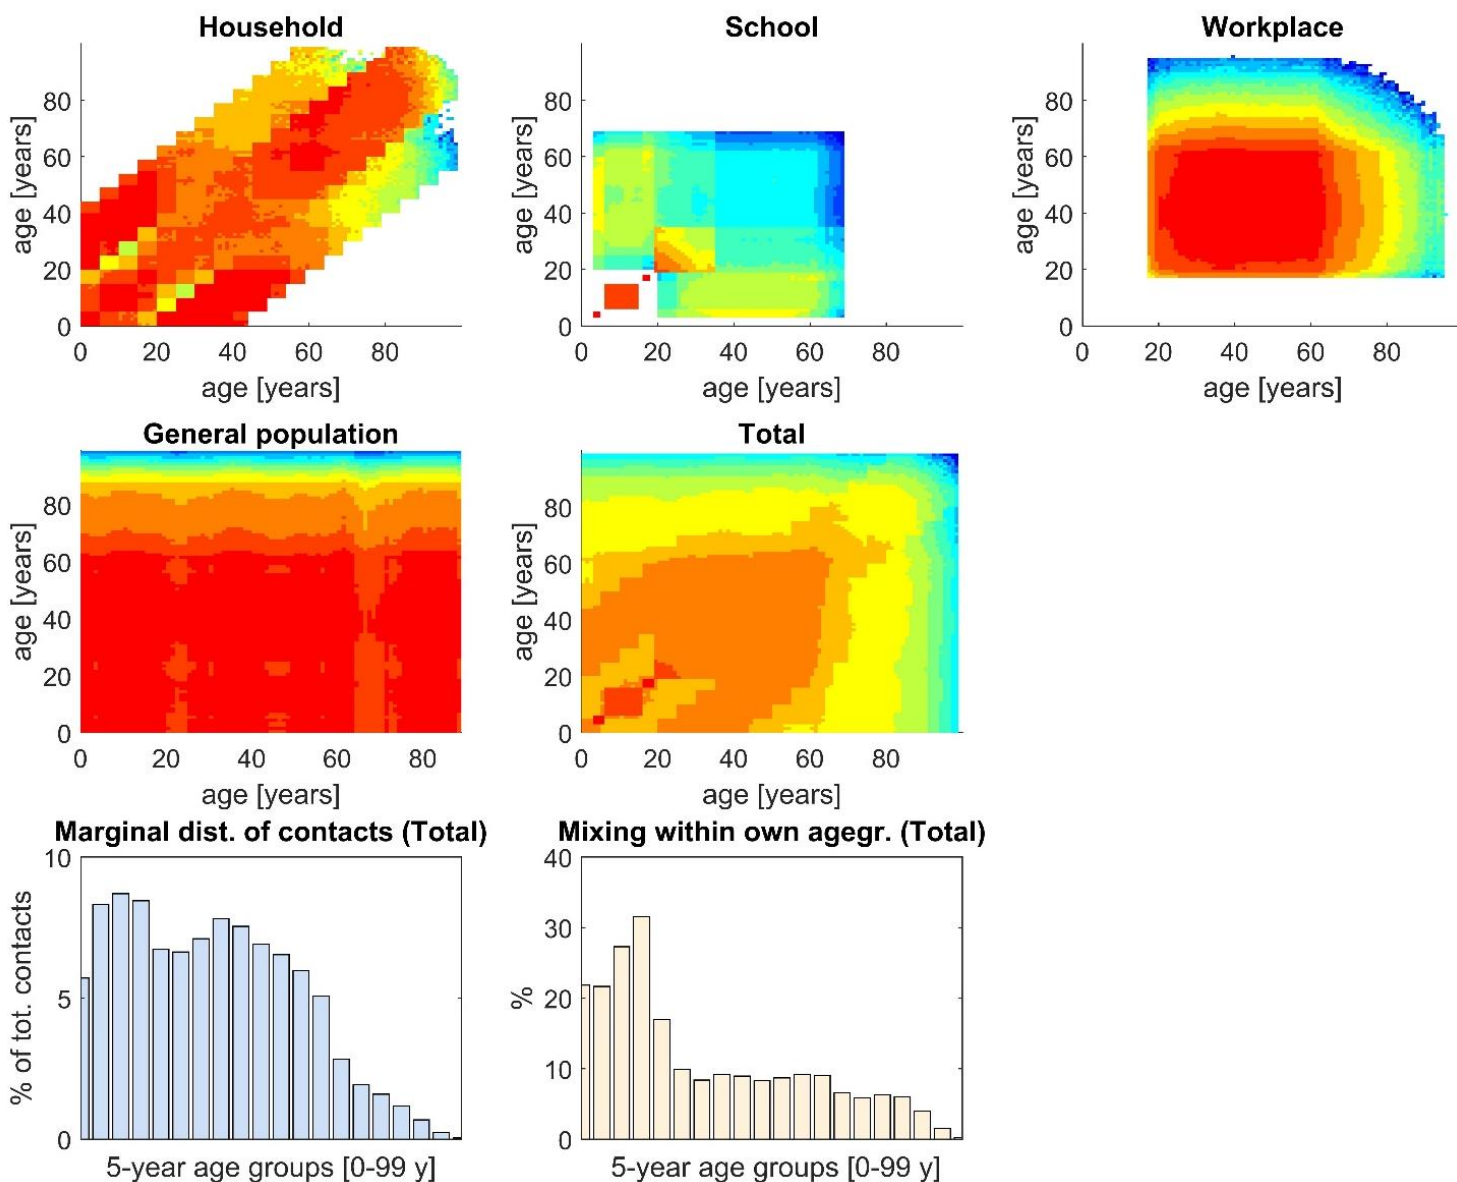 Household
School
Workplace
80
60
40
20
0
age [years]
0 20 40 60 80
age [years]
80
60
40
20
0
age [years]
0 20 40 60 80
age [years]
80
60
40
20
0
age [years]
0 20 40 60 80
age [years]
General population
Total
80
60
40
20
0
age [years]
0 20 40 60 80
age [years]
80
60
40
20
0
age [years]
0 20 40 60 80
age [years]
Marginal dist. of contacts (Total)
Mixing within own agegr. (Total)
10
5
0
% of tot. contacts
5-year age groups [0-99 y]
40
30
20
10
0
%
5-year age groups [0-99 y]